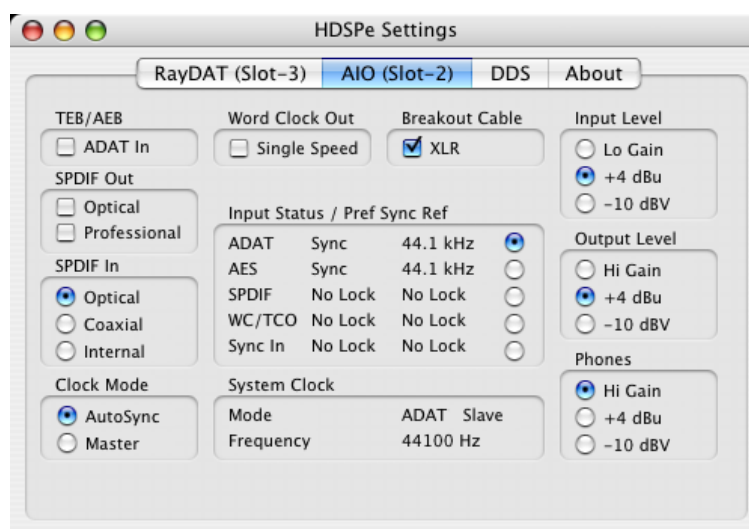 HDSPe Settings
RayDAT (Slot-3) AIO (Slot-2) DDS About
TEB/AEB
ADAT In
SPDIF Out
Optical
Professional
SPDIF In
Optical
Coaxial
Internal
Clock Mode
AutoSync
Master
Word Clock Out
Single Speed
Breakout Cable
XLR
Input Status / Pref Sync Ref
ADAT Sync 44.1 kHz
AES Sync 44.1 kHz
SPDIF No Lock No Lock
WC/TCO No Lock No Lock
Sync In No Lock No Lock
System Clock
Mode ADAT Slave
Frequency 44100 Hz
Input Level
Lo Gain
+4 dBu
-10 dBV
Output Level
Hi Gain
+4 dBu
-10 dBV
Phones
Hi Gain
+4 dBu
-10 dBV